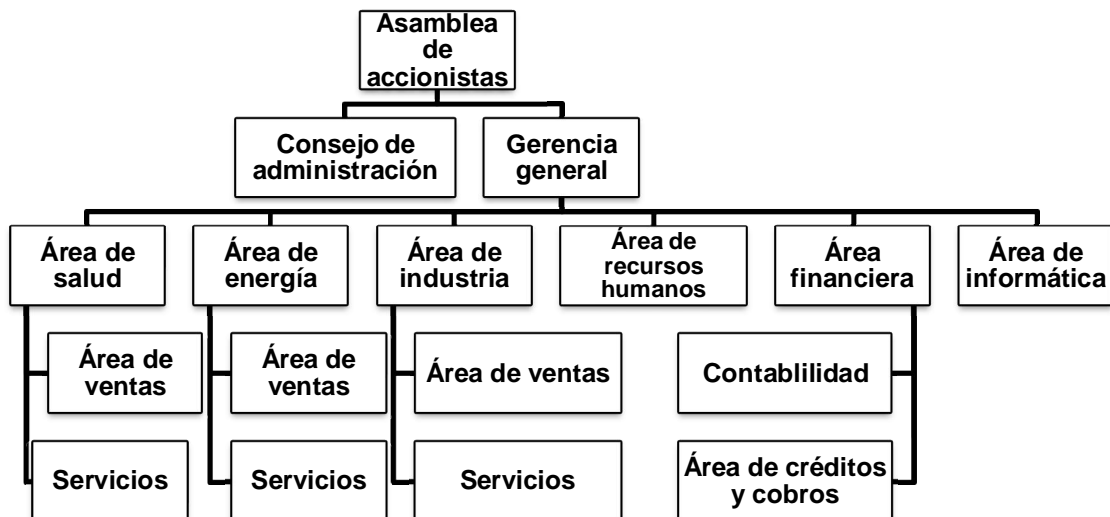 Asamblea
de
accionistas
Consejo de
administración
Gerencia
general
Área de
salud
Área de
energía
Área de
industria
Área de
recursos
humanos
Área
financiera
Área de
informática
Área de
ventas
Área de
ventas
Área de ventas
Contablilidad
Servicios
Servicios
Servicios
Área de créditos
y cobros